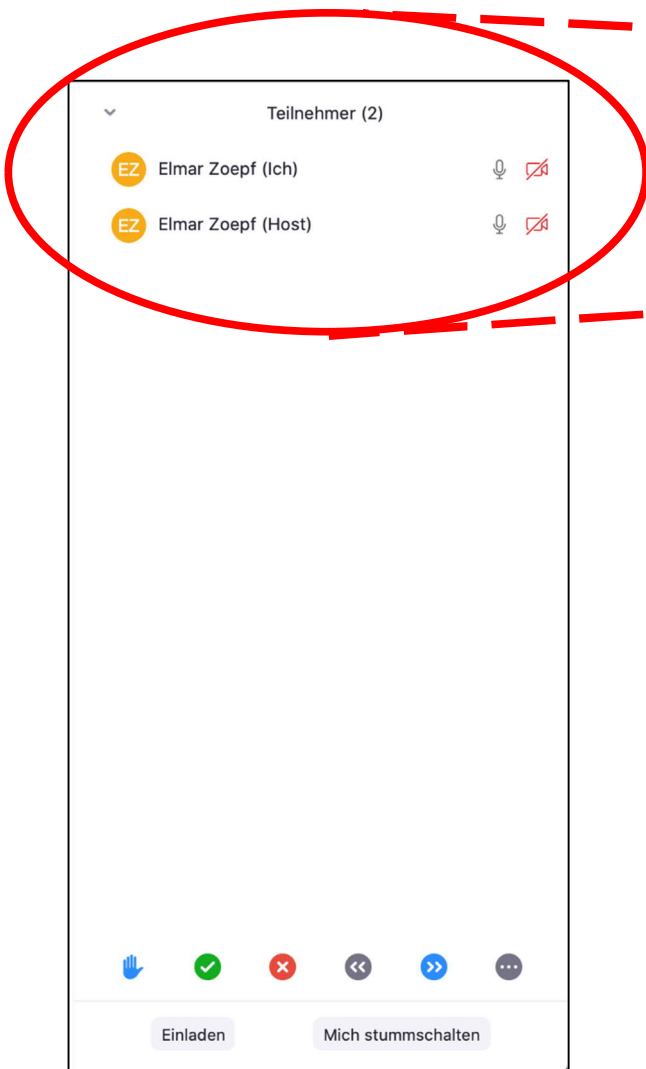 Teilnehmer (2)
EZ Elmar Zoepf (Ich)
EZ Elmar Zoepf (Host)
Einladen Mich stummschalten